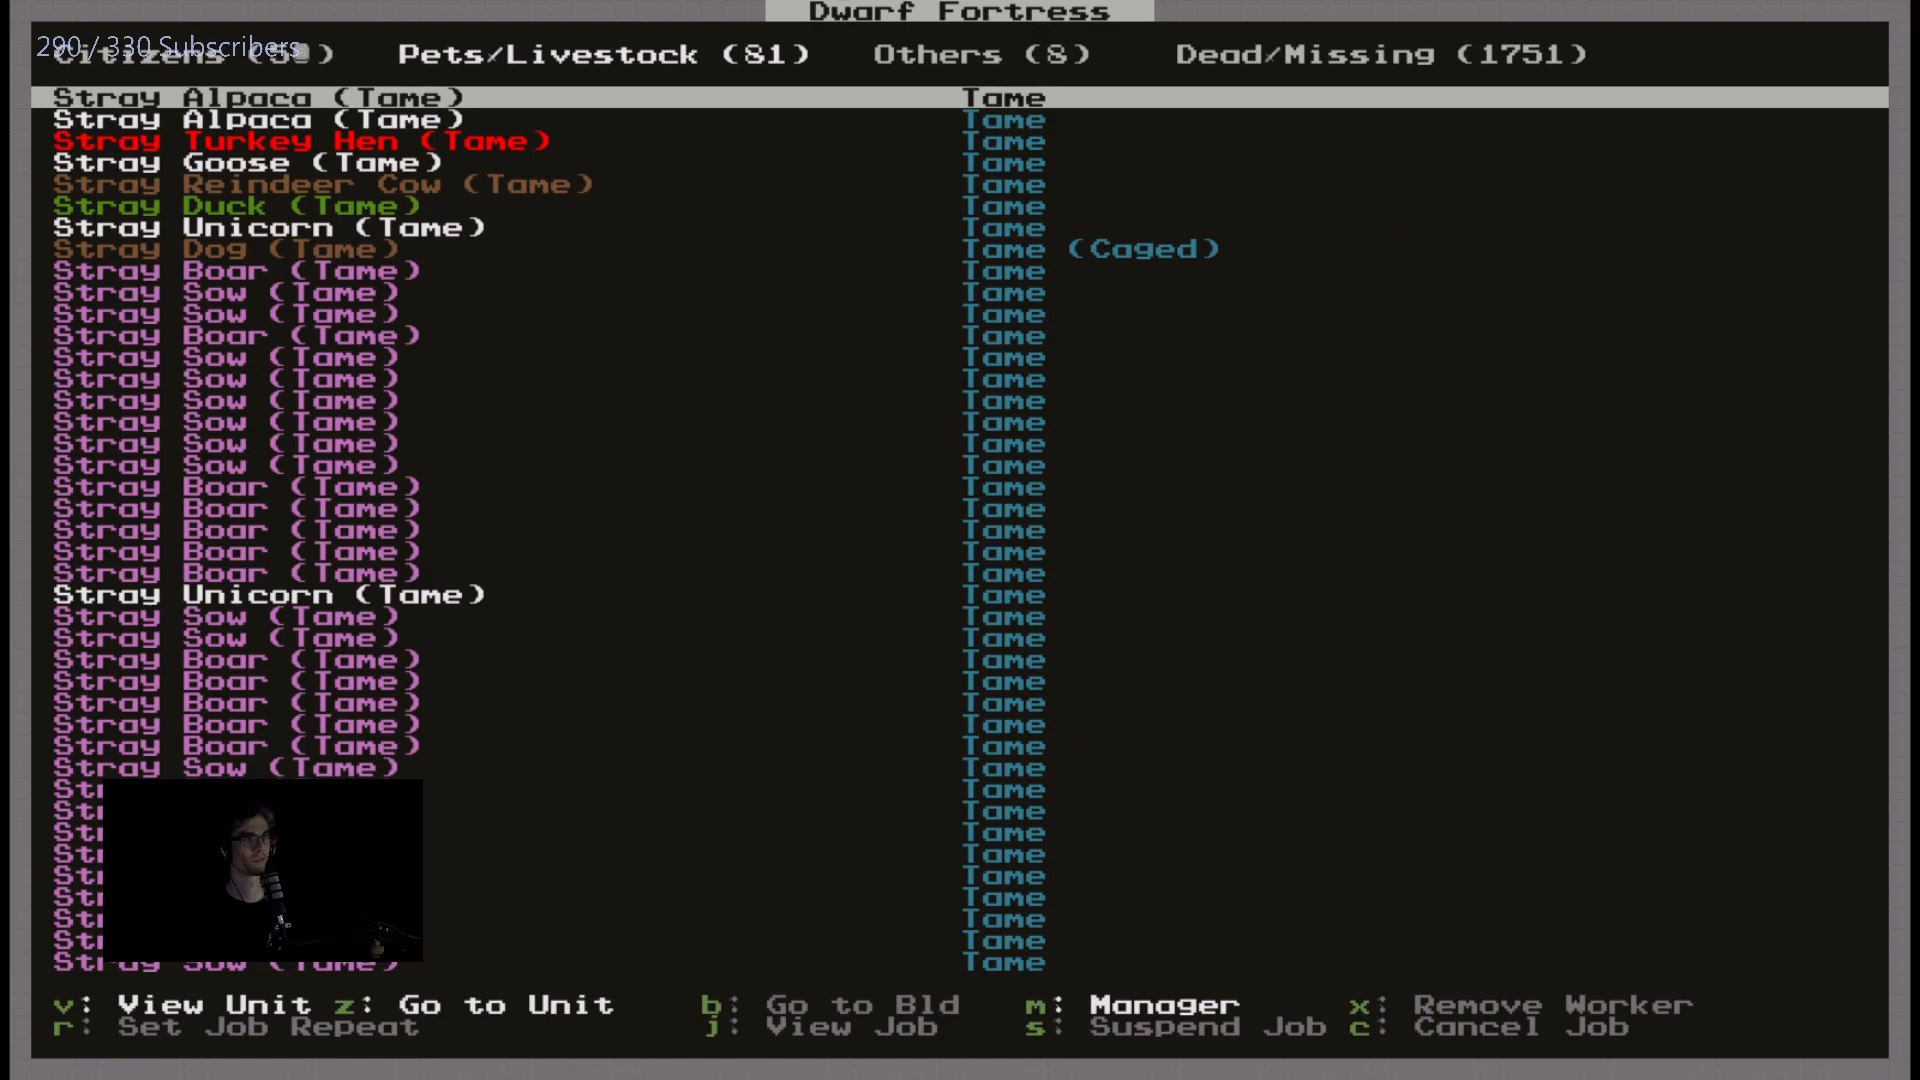 Dwarf Fortress
290 / 330 Subscribers
Pets/Livestock (81) Others (8) Dead/Missing (1751)
Stray Alpaca (Tame) Tame
Stray Alpaca (Tame) Tame
Stray Turkey Hen (Tame) Tame
Stray Goose (Tame) Tame
Stray Reindeer Cow (Tame) Tame
Stray Duck (Tame) Tame
Stray Unicorn (Tame) Tame
Stray Dog (Tame) Tame (Caged)
Stray Boar (Tame) Tame
Stray Sow (Tame) Tame
Stray Sow (Tame) Tame
Stray Boar (Tame) Tame
Stray Sow (Tame) Tame
Stray Sow (Tame) Tame
Stray Sow (Tame) Tame
Stray Sow (Tame) Tame
Stray Sow (Tame) Tame
Stray Sow (Tame) Tame
Stray Boar (Tame) Tame
Stray Boar (Tame) Tame
Stray Boar (Tame) Tame
Stray Boar (Tame) Tame
Stray Boar (Tame) Tame
Stray Unicorn (Tame) Tame
Stray Sow (Tame) Tame
Stray Sow (Tame) Tame
Stray Boar (Tame) Tame
Stray Boar (Tame) Tame
Stray Boar (Tame) Tame
Stray Boar (Tame) Tame
Stray Boar (Tame) Tame
Stray Sow (Tame) Tame
Tame
Tame
Tame
Tame
Tame
Tame
Tame
Tame
Stray Sow (Tame) Tame
v: View Unit z: Go to Unit b: Go to Bld m: Manager x: Remove Worker
r: Set Job Repeat j: View Job s: Suspend Job c: Cancel Job